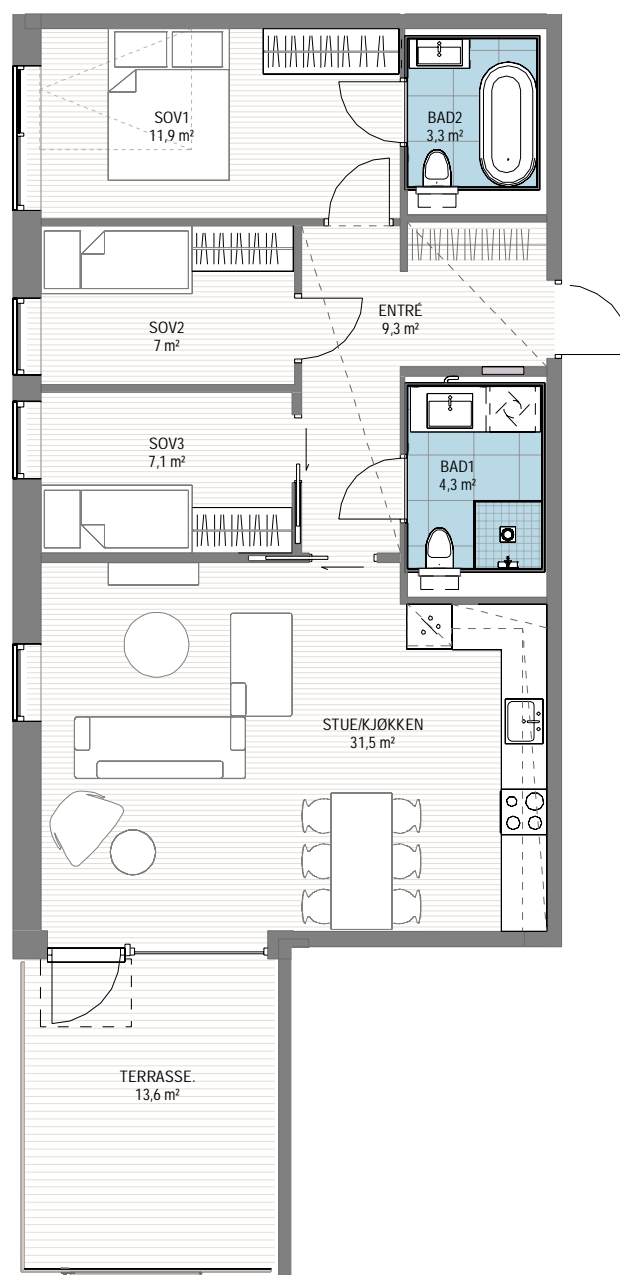 SOV1
11,9 m²
BAD2
3,3 m²
ENTRÉ
9,3 m²
SOV2
7 m²
SOV3
7,1 m²
BAD1
4,3 m²
STUE/KJØKKEN
31,5 m²
TERRASSE.
13,6 m²